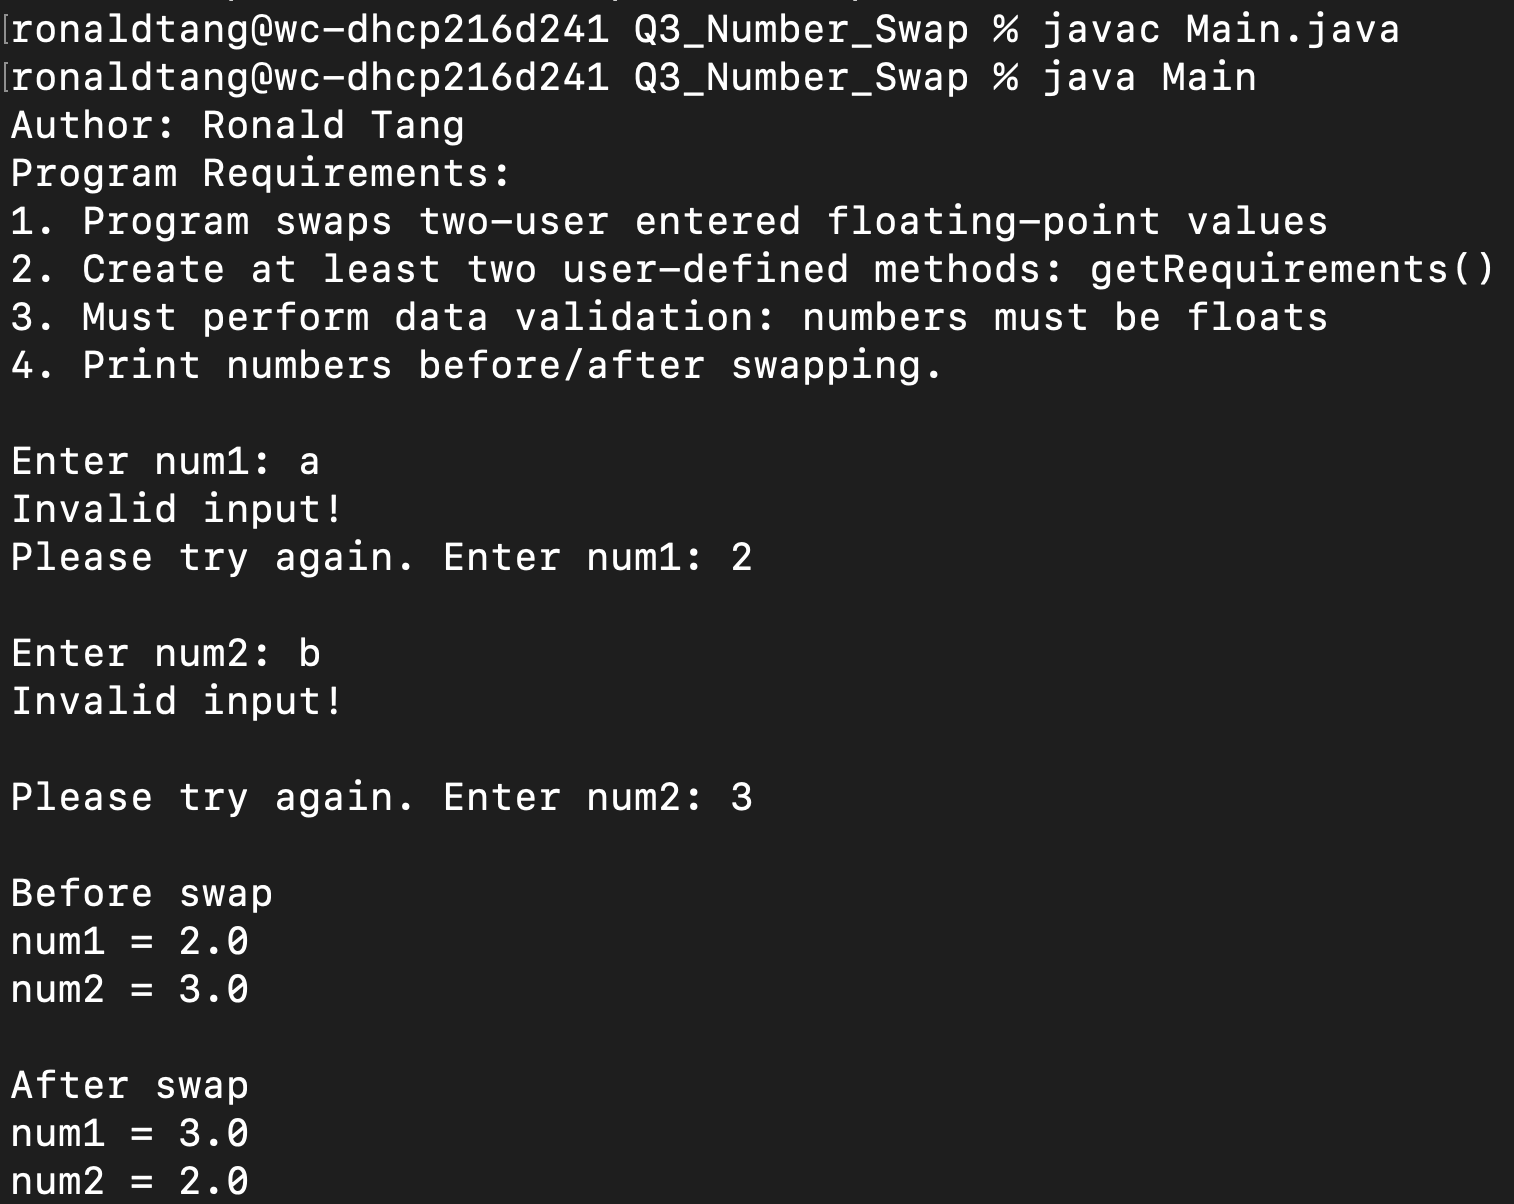 [ronaldtang@wc-dhcp216d241 Q3_Number_Swap % javac Main.java
[ronaldtang@wc-dhcp216d241 Q3_Number_Swap % java Main
Author: Ronald Tang
Program Requirements:
1. Program swaps two-user entered floating-point values
2. Create at least two user-defined methods: getRequirements()
3. Must perform data validation: numbers must be floats
4. Print numbers before/after swapping.
Enter num1: a
Invalid input!
Please try again. Enter num1: 2
Enter num2: b
Invalid input!
Please try again. Enter num2: 3
Before swap
num1 = 2.0
num2 = 3.0
After swap
num1 = 3.0
num2 = 2.0